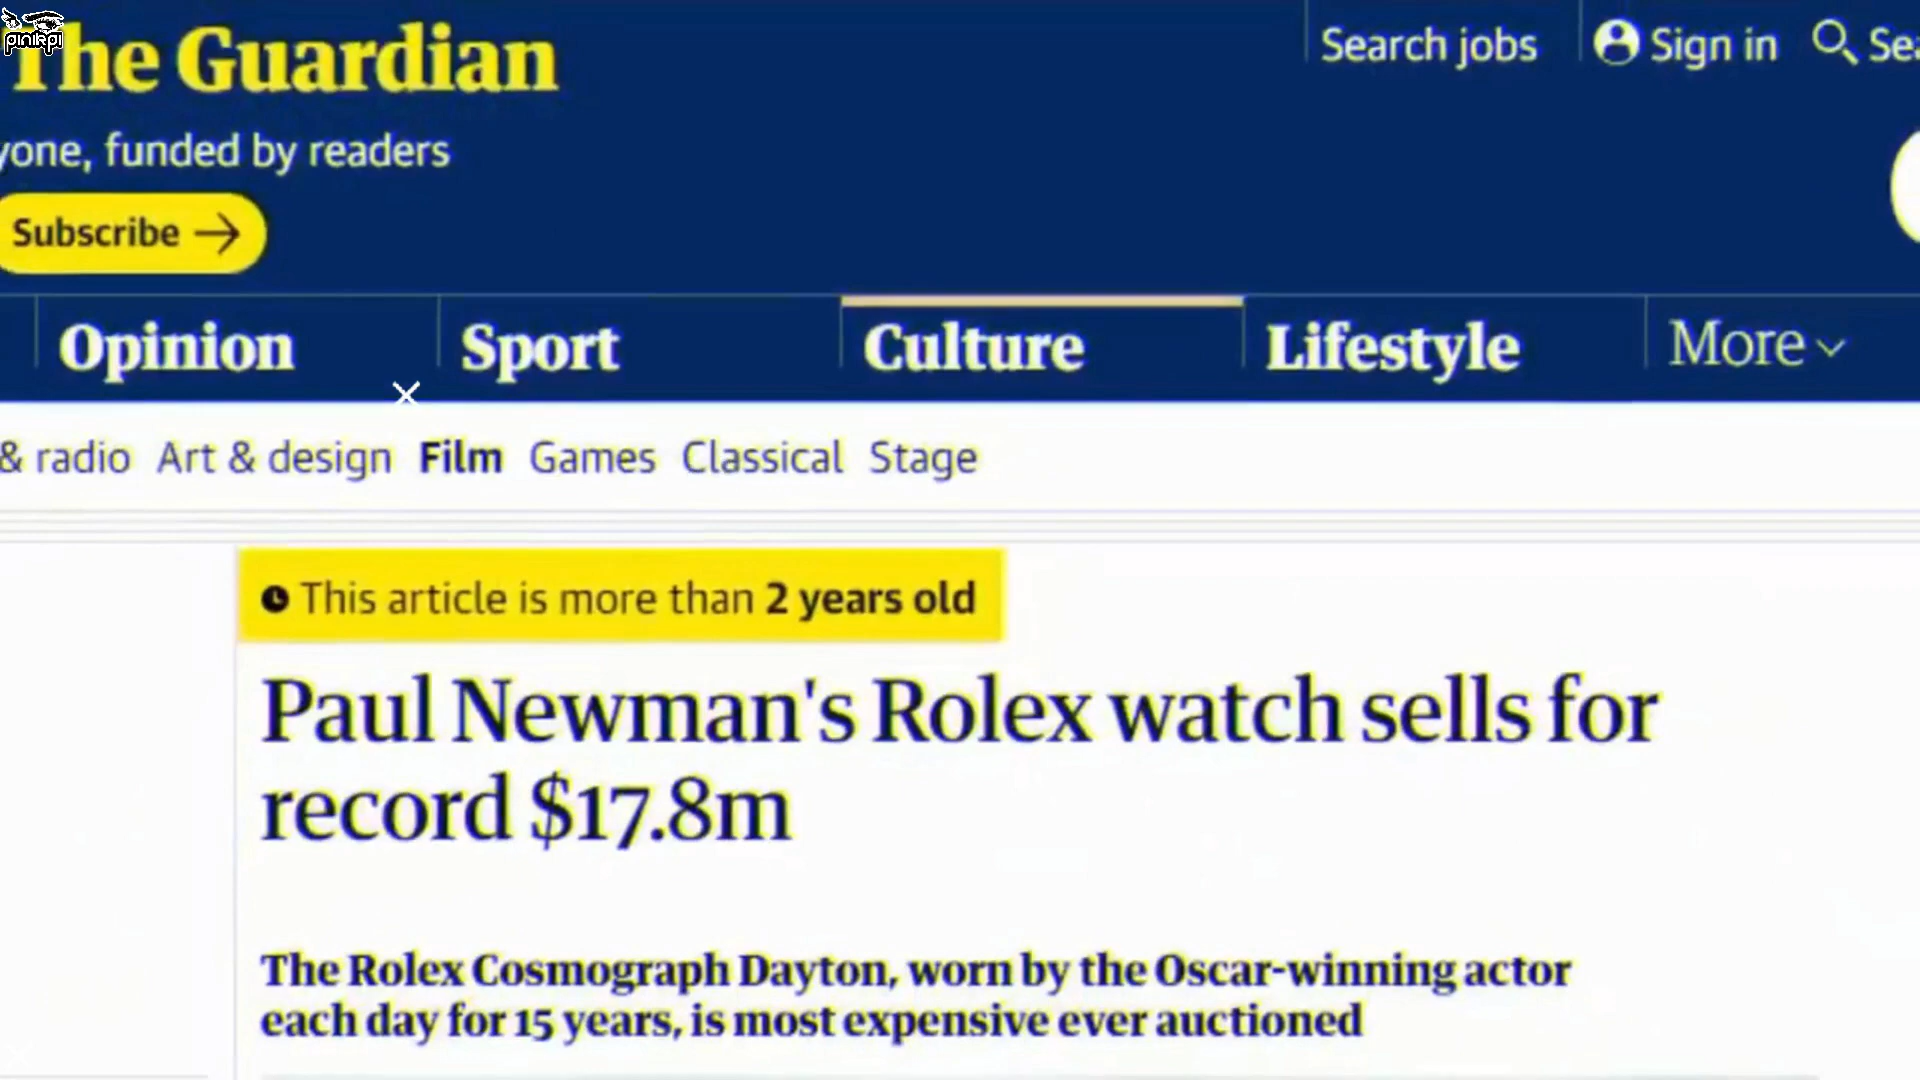 pinikpi
The Guardian
Search jobs
Sign in
Sea
yone, funded by readers
Subscribe
Opinion
Sport
Culture
Lifestyle
More
& radio Art & design Film Games Classical Stage
This article is more than 2 years old
Paul Newman's Rolex watch sells for
record $17.8m
The Rolex Cosmograph Dayton, worn by the Oscar-winning actor
each day for 15 years, is most expensive ever auctioned